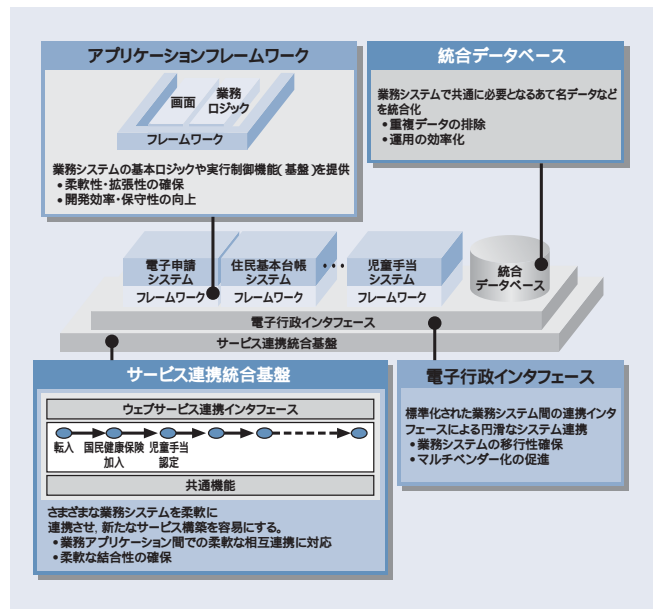 アプリケーションフレームワーク
画面
業務
ロジック
フレームワーク
業務システムの基本ロジックや実行制御機能(基盤)を提供
•柔軟性・拡張性の確保
•開発効率・保守性の向上
統合データベース
業務システムで共通に必要となるあて名データなど
を統合化
•重複データの排除
•運用の効率化
電子申請
システム
フレームワーク
住民基本台帳
システム
フレームワーク
•••
児童手当
システム
フレームワーク
統合
データベース
電子行政インタフェース
サービス連携統合基盤
サービス連携統合基盤
ウェブサービス連携インタフェース
転入
国民健康保険
加入
児童手当
認定
共通機能
さまざまな業務システムを柔軟に
連携させ,新たなサービス構築を容易にする。
•業務アプリケーション間での柔軟な相互連携に対応
•柔軟な結合性の確保
電子行政インタフェース
標準化された業務システム間の連携インタ
フェースによる円滑なシステム連携
•業務システムの移行性確保
•マルチベンダー化の促進